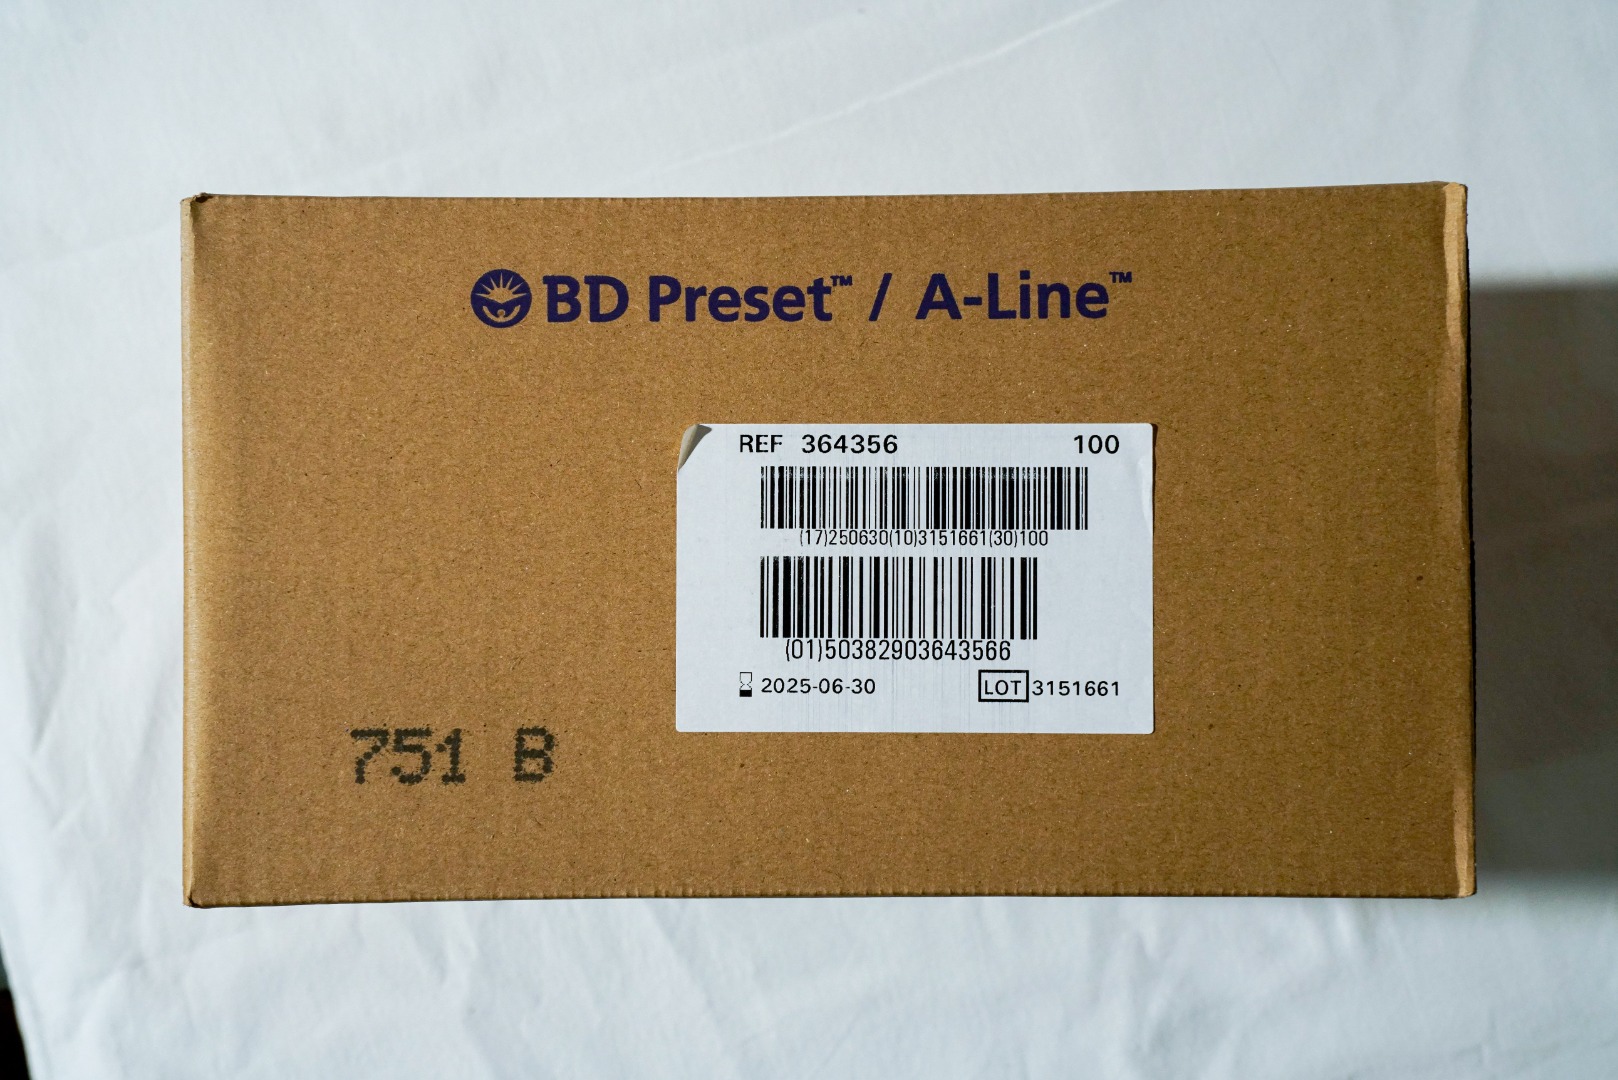 BD Preset™ / A-Line™
REF 364356 100
(17)250630(10)3151661(30)100
(01)50382903643566
2025-06-30 LOT 3151661
751 B